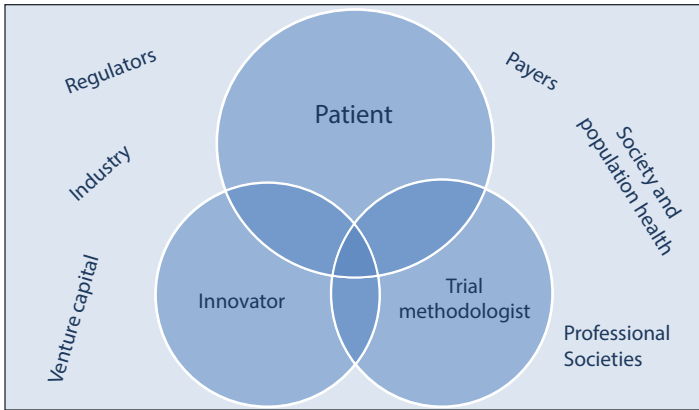 Regulators
Patient
Payers
Industry
Society and
population health
Venture capital
Innovator
Trial
methodologist
Professional
Societies